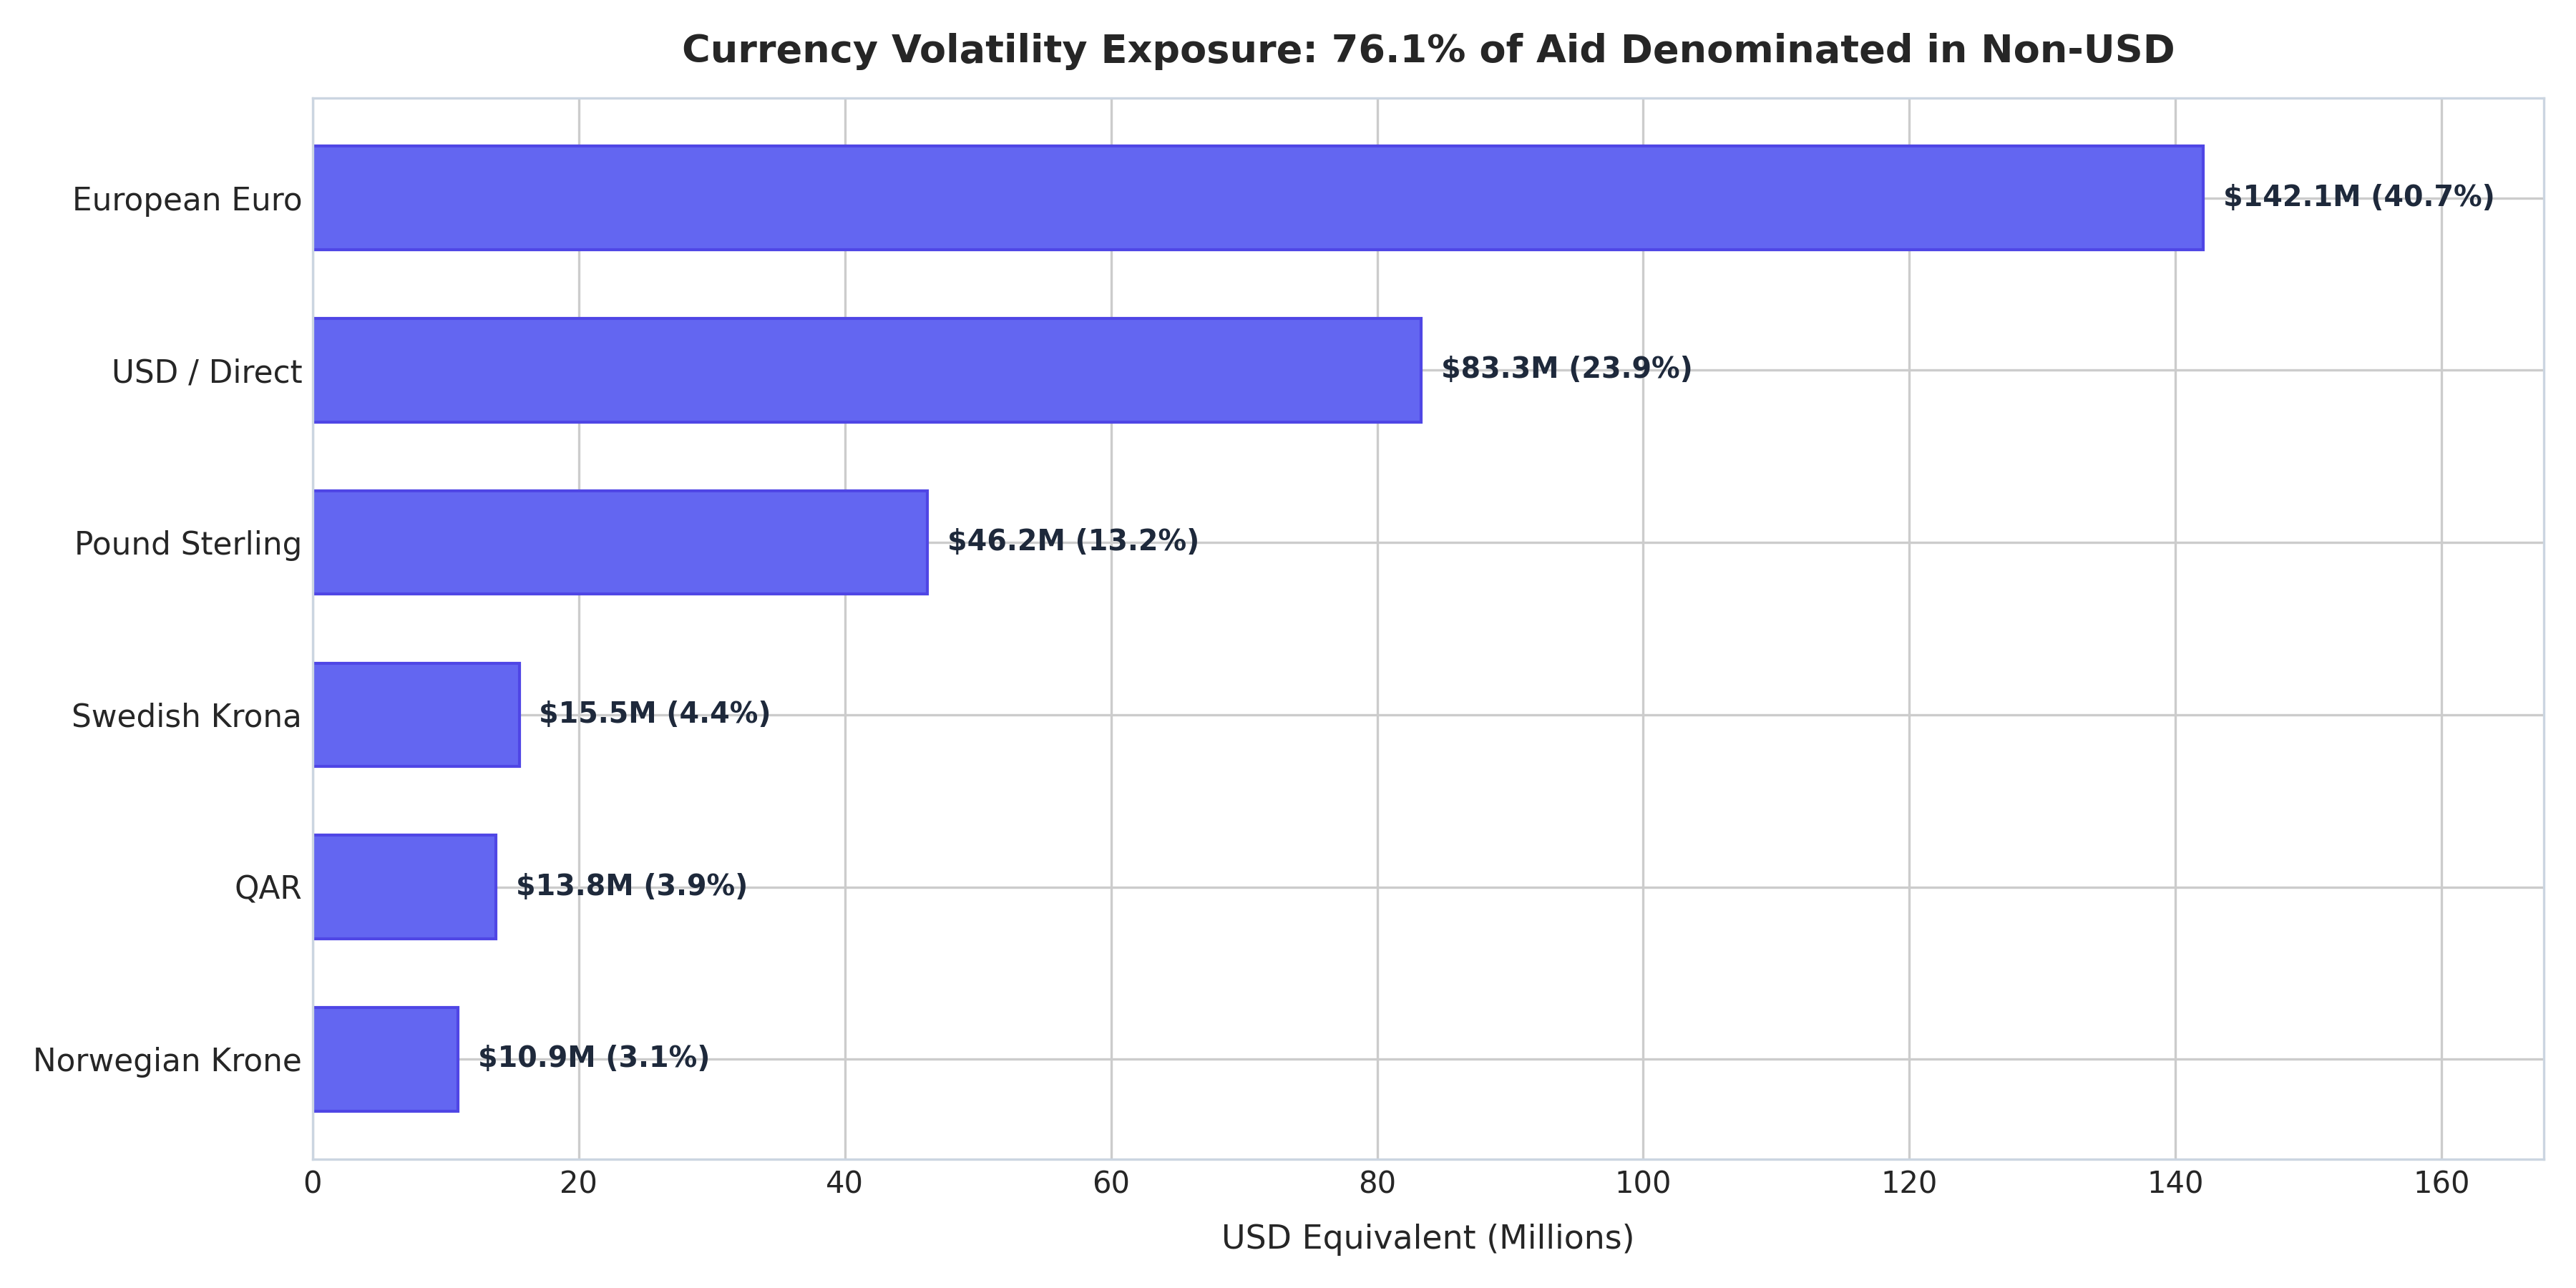 Currency Volatility Exposure: 76.1% of Aid Denominated in Non-USD
European Euro
$142.1M (40.7%)
USD / Direct
$83.3M (23.9%)
Pound Sterling
$46.2M (13.2%)
Swedish Krona
$15.5M (4.4%)
QAR
$13.8M (3.9%)
Norwegian Krone
$10.9M (3.1%)
0 20 40 60 80 100 120 140 160
USD Equivalent (Millions)